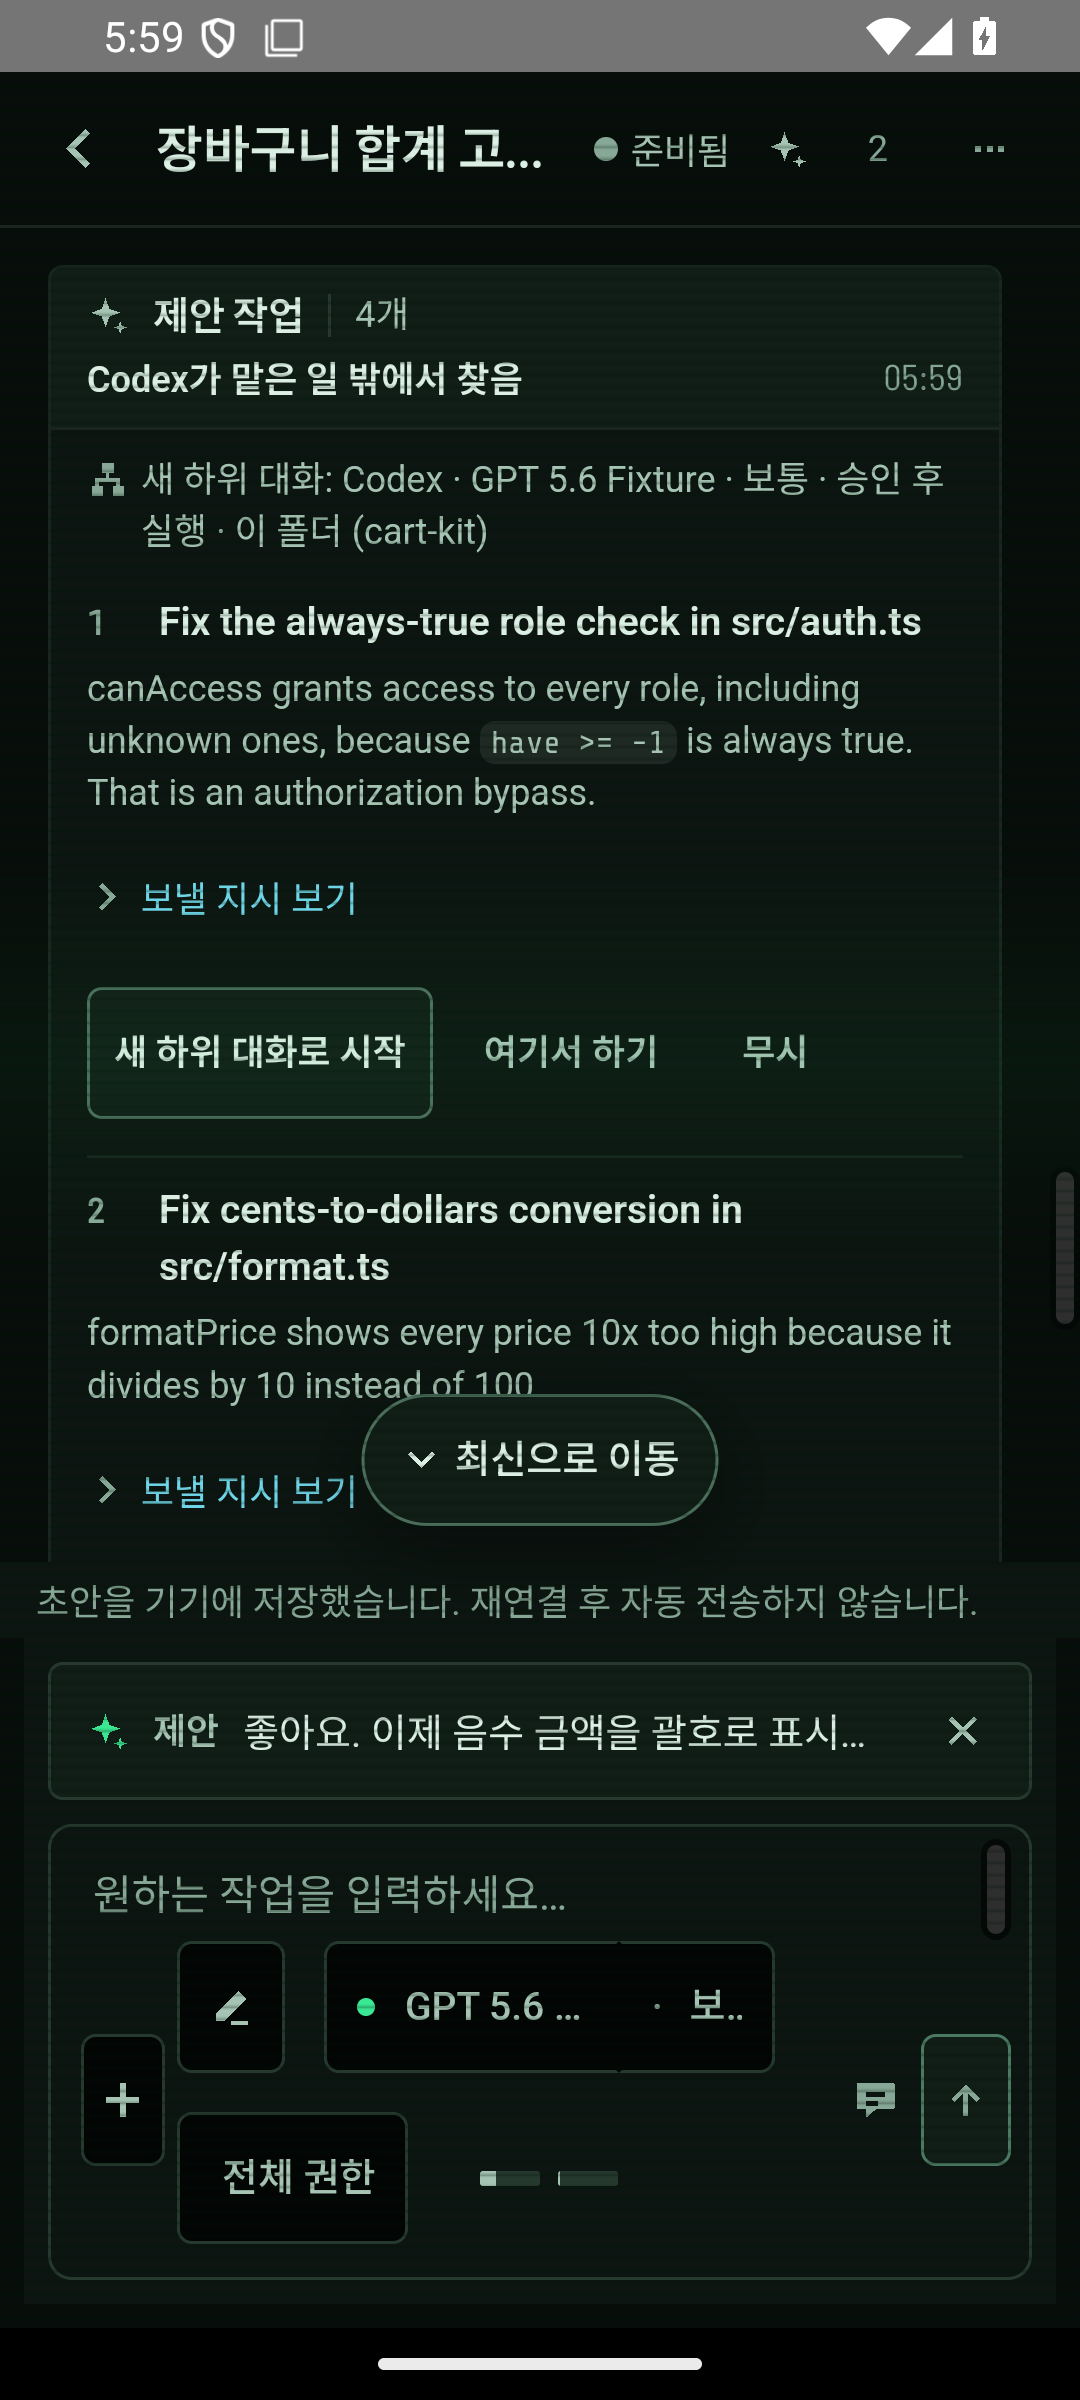 5:59
장바구니 합계 고...
준비됨
2
제안 작업
4개
Codex가 맡은 일 밖에서 찾음
05:59
새 하위 대화: Codex · GPT 5.6 Fixture · 보통 · 승인 후
실행 · 이 폴더 (cart-kit)
1 Fix the always-true role check in src/auth.ts
canAccess grants access to every role, including
unknown ones, because have >= -1 is always true.
That is an authorization bypass.
보낼 지시 보기
새 하위 대화로 시작
여기서 하기
무시
2 Fix cents-to-dollars conversion in
src/format.ts
formatPrice shows every price 10x too high because it
divides by 10 instead of 100
최신으로 이동
보낼 지시 보기
초안을 기기에 저장했습니다. 재연결 후 자동 전송하지 않습니다.
제안 좋아요. 이제 음수 금액을 괄호로 표시...
원하는 작업을 입력하세요...
GPT 5.6 ... · 보..
전체 권한